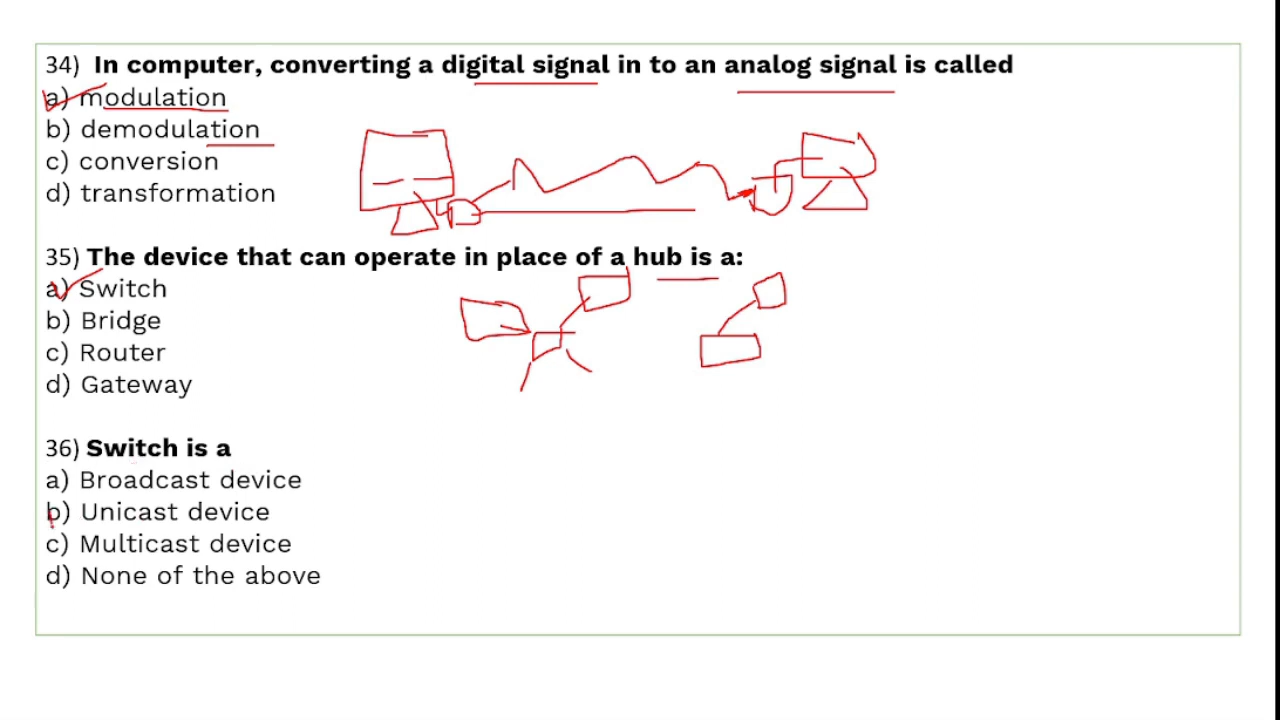 34) In computer, converting a digital signal in to an analog signal is called
a) modulation
b) demodulation
c) conversion
d) transformation
35) The device that can operate in place of a hub is a:
a) Switch
b) Bridge
c) Router
d) Gateway
36) Switch is a
a) Broadcast device
b) Unicast device
c) Multicast device
d) None of the above